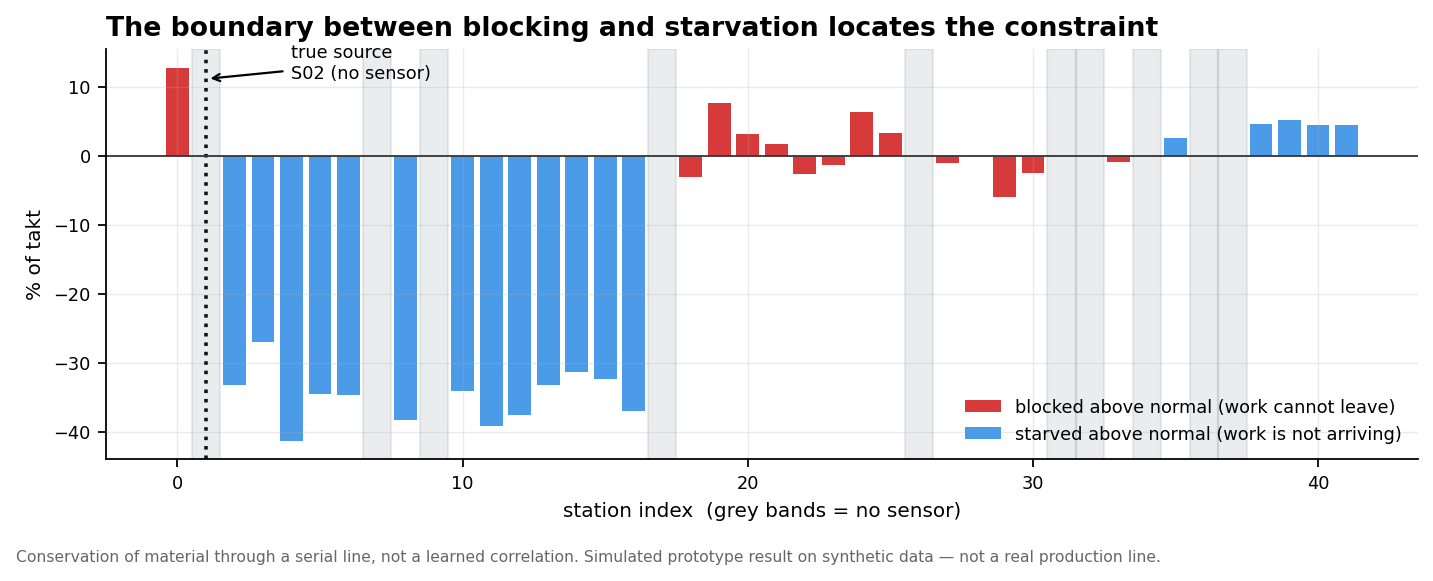 The boundary between blocking and starvation locates the constraint
true source
S02 (no sensor)
% of takt
10
0
−10
−20
−30
−40
blocked above normal (work cannot leave)
starved above normal (work is not arriving)
0 10 20 30 40
station index (grey bands = no sensor)
Conservation of material through a serial line, not a learned correlation. Simulated prototype result on synthetic data — not a real production line.